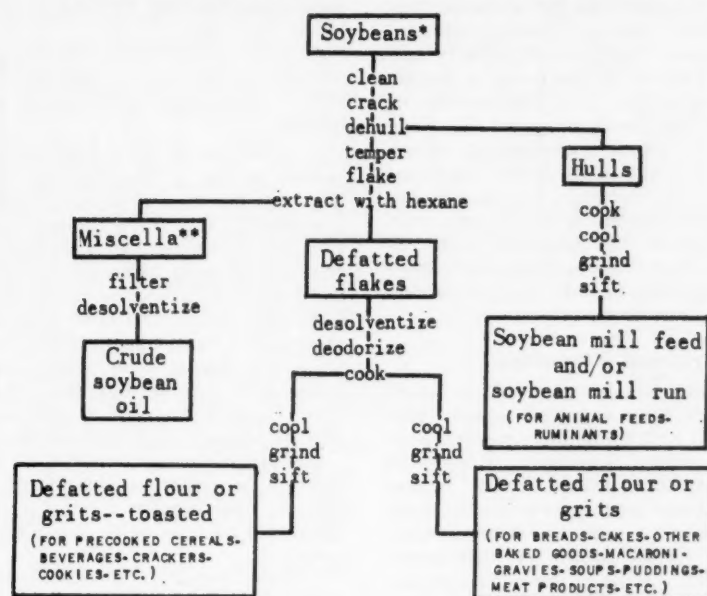 Soybeans*
clean
crack
dehull
temper
flake
extract with hexane
Hulls
cook
cool
grind
sift
Miscella**
filter
desolventize
Crude
soybean
oil
Defatted
flakes
desolventize
deodorize
cook
Soybean mill feed
and/or
soybean mill run
(FOR ANIMAL FEEDS-
RUMINANTS)
cool
grind
sift
cool
grind
sift
Defatted flour or
grits--toasted
(FOR PRECOOKED CEREALS-
BEVERAGES-CRACKERS-
COOKIES-ETC.)
Defatted flour or
grits
(FOR BREADS-CAKES-OTHER
BAKED GOODS-MACARONI-
GRAVIES-SOUPS-PUDDINGS-
MEAT PRODUCTS-ETC.)